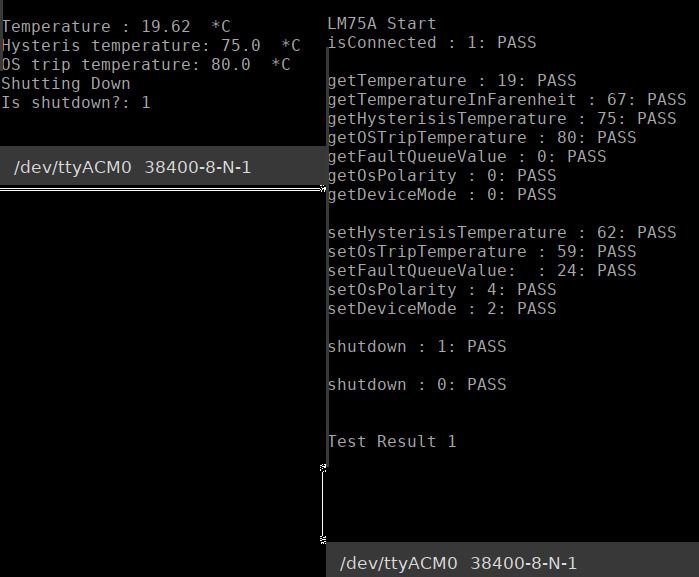 Temperature : 19.62  *C
Hysteris temperature: 75.0  *C
OS trip temperature: 80.0  *C
Shutting Down
Is shutdown?: 1
/dev/ttyACM0  38400-8-N-1
LM75A Start
isConnected : 1: PASS
getTemperature : 19: PASS
getTemperatureInFarenheit : 67: PASS
getHysterisisTemperature : 75: PASS
getOSTripTemperature : 80: PASS
getFaultQueueValue : 0: PASS
getOsPolarity : 0: PASS
getDeviceMode : 0: PASS
setHysterisisTemperature : 62: PASS
setOsTripTemperature : 59: PASS
setFaultQueueValue:  : 24: PASS
setOsPolarity : 4: PASS
setDeviceMode : 2: PASS
shutdown : 1: PASS
shutdown : 0: PASS
Test Result 1
/dev/ttyACM0  38400-8-N-1